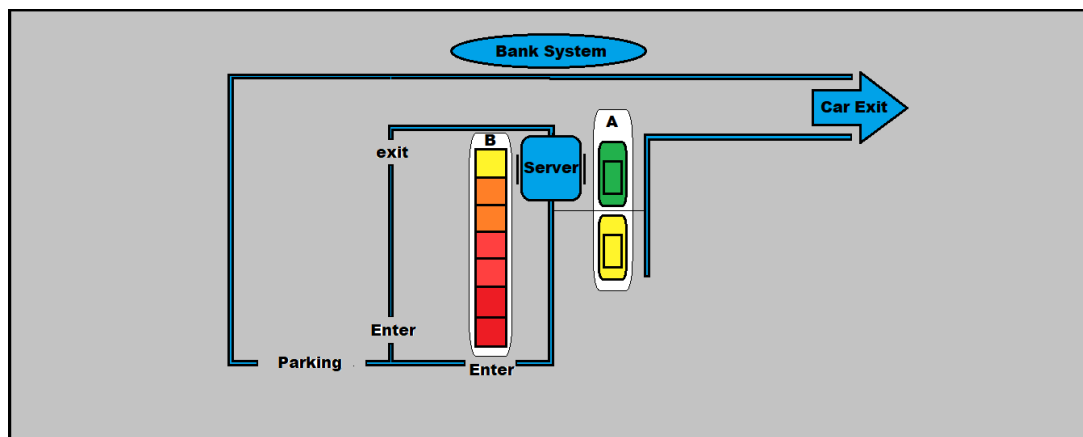 Bank System
Car Exit
A
B
exit
Server
Enter
Parking
Enter